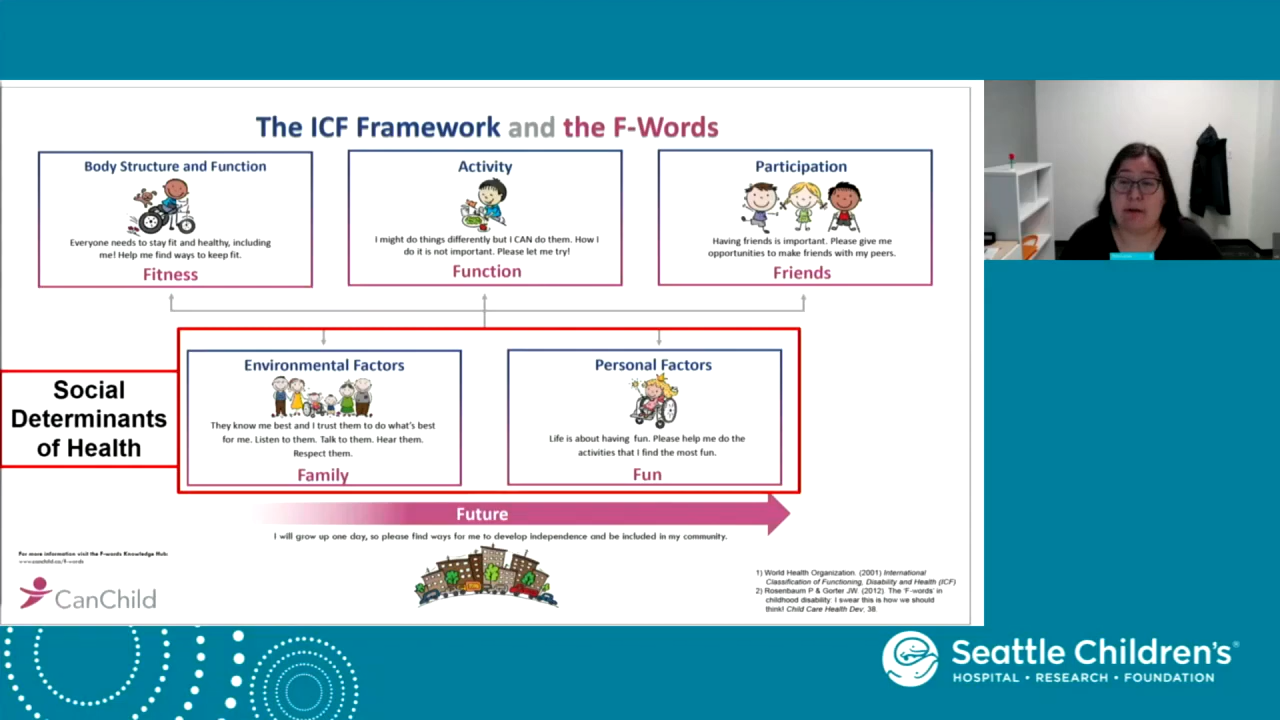 The ICF Framework and the F-Words
Body Structure and Function
Everyone needs to stay fit and healthy, including
me! Help me find ways to keep fit.
Fitness
Activity
I might do things differently but I CAN do them. How I
do it is not important. Please let me try!
Function
Participation
Having friends is important. Please give me
opportunities to make friends with my peers.
Friends
Social
Determinants
of Health
Environmental Factors
They know me best and I trust them to do what's best
for me. Listen to them. Talk to them. Hear them.
Respect them.
Family
Personal Factors
Life is about having fun. Please help me do the
activities that I find the most fun.
Fun
Future
I will grow up one day, so please find ways for me to develop independence and be included in my community.
For more information visit the F-words Knowledge Hub:
www.canchild.ca/f-words
CanChild
1) World Health Organization. (2001) International
Classification of Functioning, Disability and Health (ICF)
2) Rosenbaum P & Gorter JW. (2012). The 'F-words' in
childhood disability: I swear this is how we should
think! Child Care Health Dev, 38.
Seattle Children's®
HOSPITAL • RESEARCH • FOUNDATION